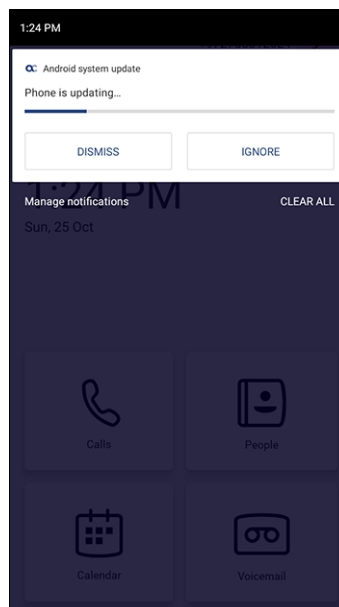 1:24 PM
Android system update
Phone is updating...
DISMISS
IGNORE
1:24 PM
Manage notifications
CLEAR ALL
Sun, 25 Oct
Calls
People
Calendar
Voicemail